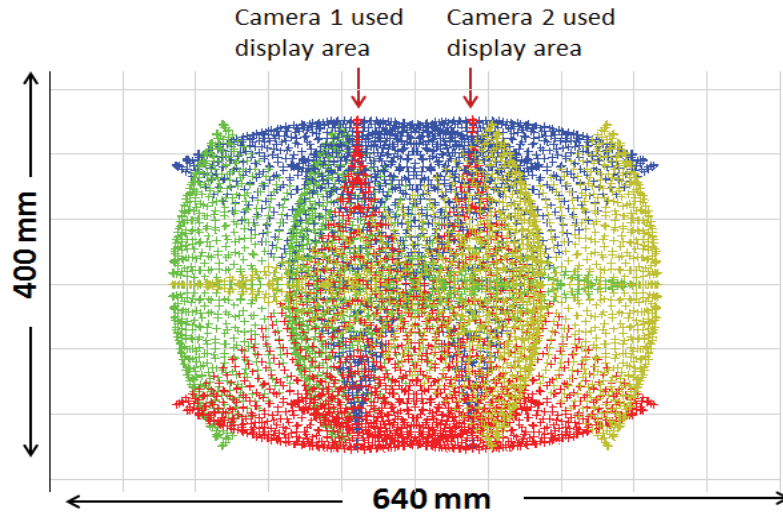 Camera 1 used
display area
Camera 2 used
display area
400 mm
640 mm